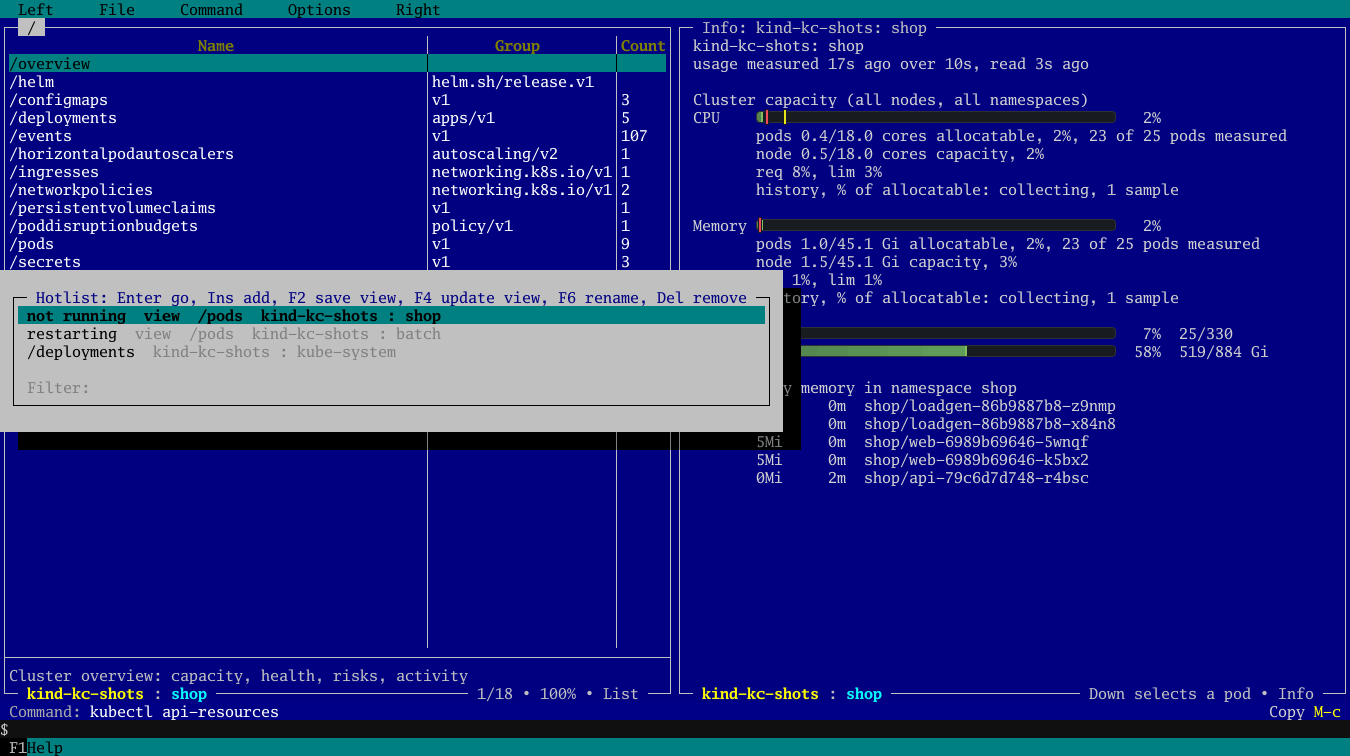 Left File Command Options Right
/
Name Group Count
/overview
/helm helm.sh/release.v1
/configmaps v1 3
/deployments apps/v1 5
/events v1 107
/horizontalpodautoscalers autoscaling/v2 1
/ingresses networking.k8s.io/v1 1
/networkpolicies networking.k8s.io/v1 2
/persistentvolumeclaims v1 1
/poddisruptionbudgets policy/v1 1
/pods v1 9
/secrets v1 3
Hotlist: Enter go, Ins add, F2 save view, F4 update view, F6 rename, Del remove
not running view /pods kind-kc-shots : shop
restarting view /pods kind-kc-shots : batch
/deployments kind-kc-shots : kube-system
Filter:
Cluster overview: capacity, health, risks, activity
kind-kc-shots : shop 1/18 • 100% • List
Info: kind-kc-shots: shop
kind-kc-shots: shop
usage measured 17s ago over 10s, read 3s ago
Cluster capacity (all nodes, all namespaces)
CPU 2%
pods 0.4/18.0 cores allocatable, 2%, 23 of 25 pods measured
node 0.5/18.0 cores capacity, 2%
req 8%, lim 3%
history, % of allocatable: collecting, 1 sample
Memory 2%
pods 1.0/45.1 Gi allocatable, 2%, 23 of 25 pods measured
node 1.5/45.1 Gi capacity, 3%
1%, lim 1%
tory, % of allocatable: collecting, 1 sample
7% 25/330
58% 519/884 Gi
y memory in namespace shop
0m shop/loadgen-86b9887b8-z9nmp
0m shop/loadgen-86b9887b8-x84n8
5Mi 0m shop/web-6989b69646-5wnqf
5Mi 0m shop/web-6989b69646-k5bx2
0Mi 2m shop/api-79c6d7d748-r4bsc
kind-kc-shots : shop Down selects a pod • Info
Command: kubectl api-resources Copy M-c
$
F1Help